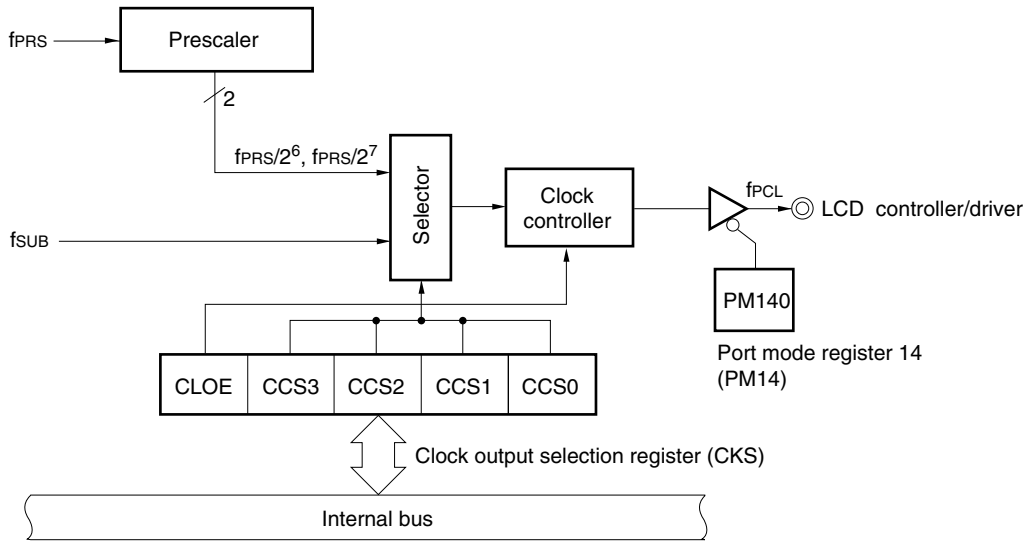 fPRS
Prescaler
2
fPRS/2⁶, fPRS/2⁷
Selector
Clock
controller
fPCL
LCD controller/driver
fSUB
PM140
Port mode register 14
(PM14)
CLOE CCS3 CCS2 CCS1 CCS0
Clock output selection register (CKS)
Internal bus